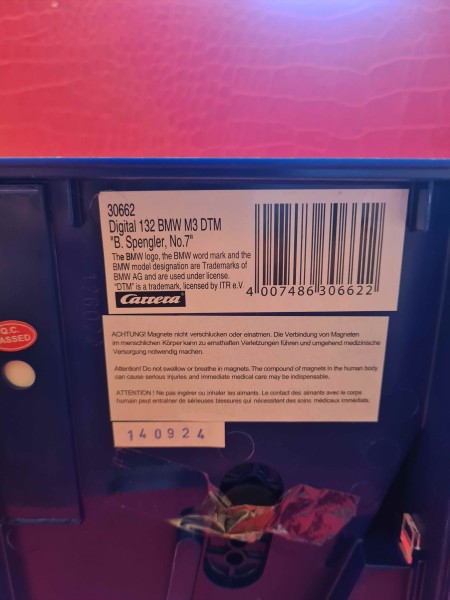 30662
Digital 132 BMW M3 DTM
"B. Spengler, No.7"
The BMW logo, the BMW word mark and the
BMW model designation are Trademarks of
BMW AG and are used under license.
"DTM" is a trademark, licensed by ITR e.V
Carrera
4 007486 306622
Q.C.
PASSED
ACHTUNG! Magnete nicht verschlucken oder einatmen. Die Verbindung von Magneten
im menschlichen Körper kann zu ernsthaften Verletzungen führen und umgehend medizinische
Versorgung notwendig machen.
Attention! Do not swallow or breathe in magnets. The compound of magnets in the human body
can cause serious injuries and immediate medical care may be indispensable.
ATTENTION ! Ne pas ingérer ou inhaler les aimants. Le contact des aimants avec le corps
humain peut entraîner de sérieuses blessures qui nécessitent des soins médicaux immédiats.
140924